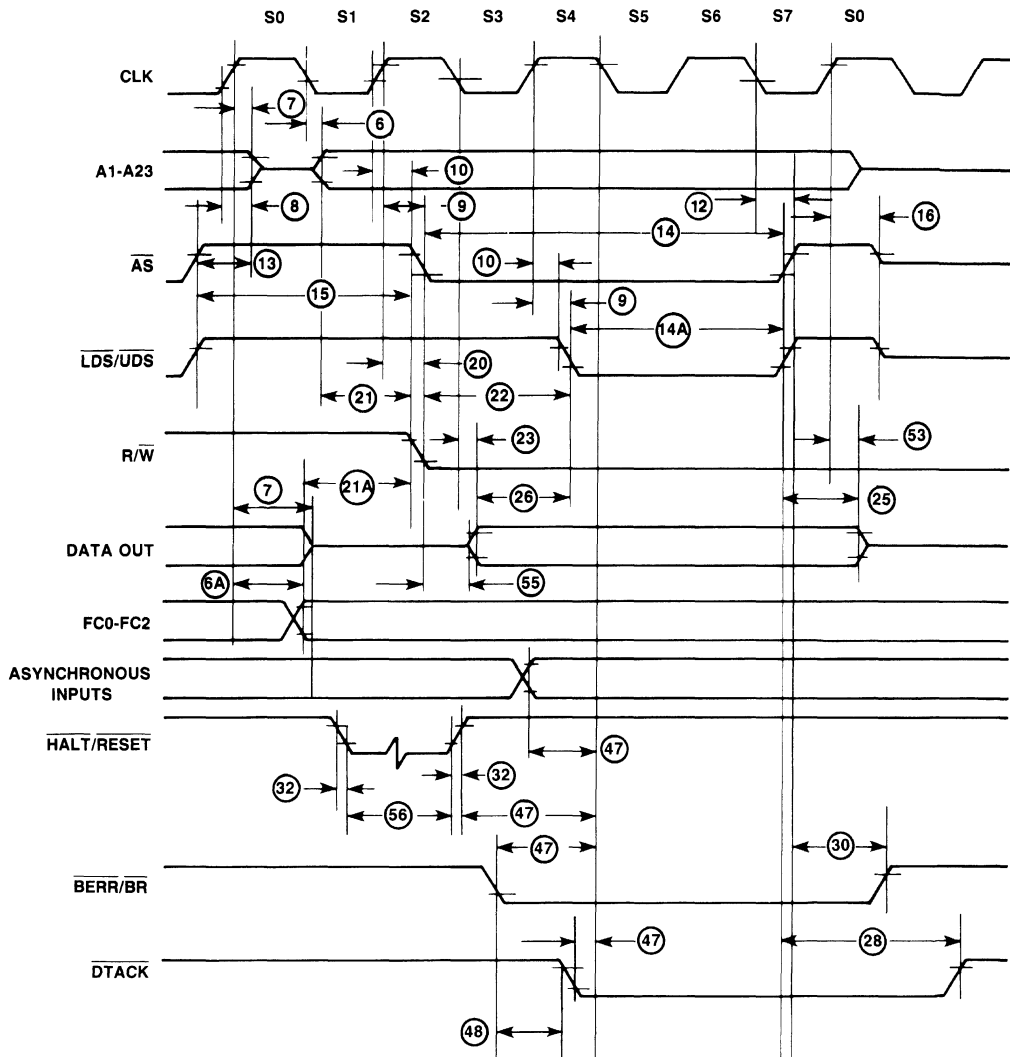 S0 S1 S2 S3 S4 S5 S6 S7 S0
CLK
7
6
A1-A23
10
8
9
12
16
14
AS
13
10
15
9
14A
LDS/UDS
20
21
22
23
53
R/W
7
21A
26
25
DATA OUT
6A
55
FC0-FC2
ASYNCHRONOUS
INPUTS
HALT/RESET
47
32
32
56
47
47
30
BERR/BR
47
28
DTACK
48